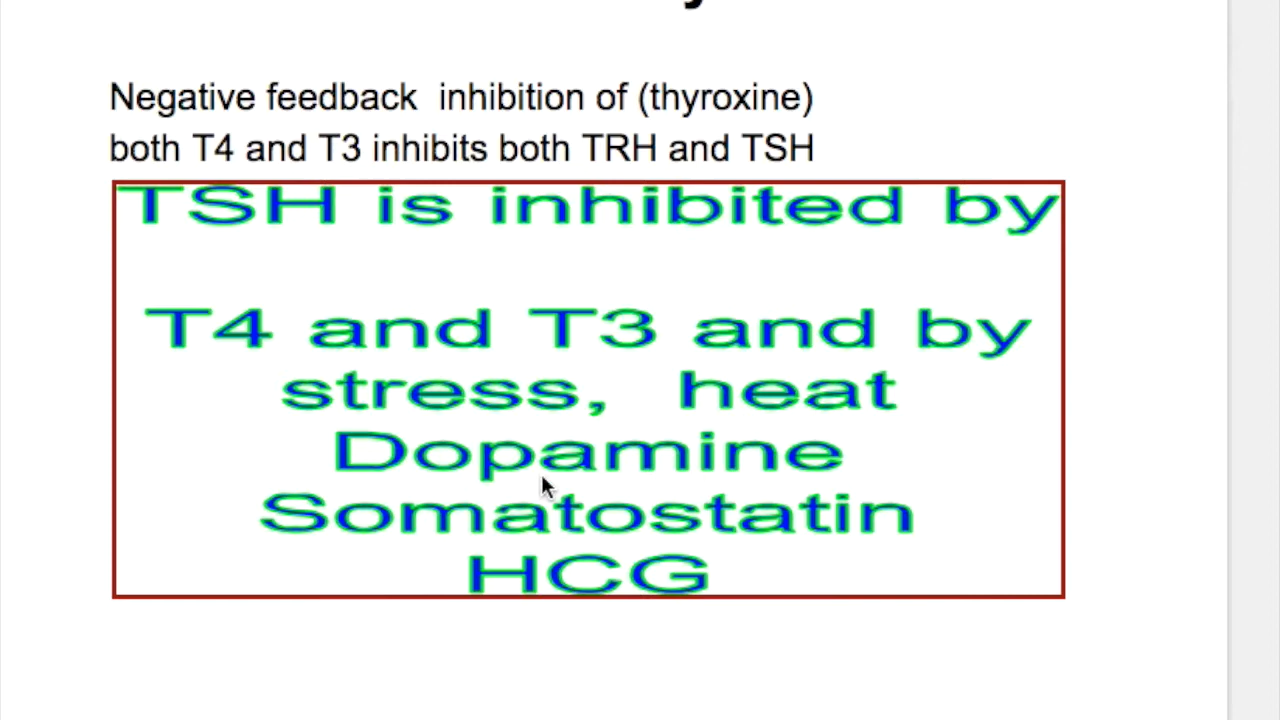 Negative feedback  inhibition of (thyroxine)
both T4 and T3 inhibits both TRH and TSH
TSH is inhibited by
T4 and T3 and by
stress,  heat
Dopamine
Somatostatin
HCG